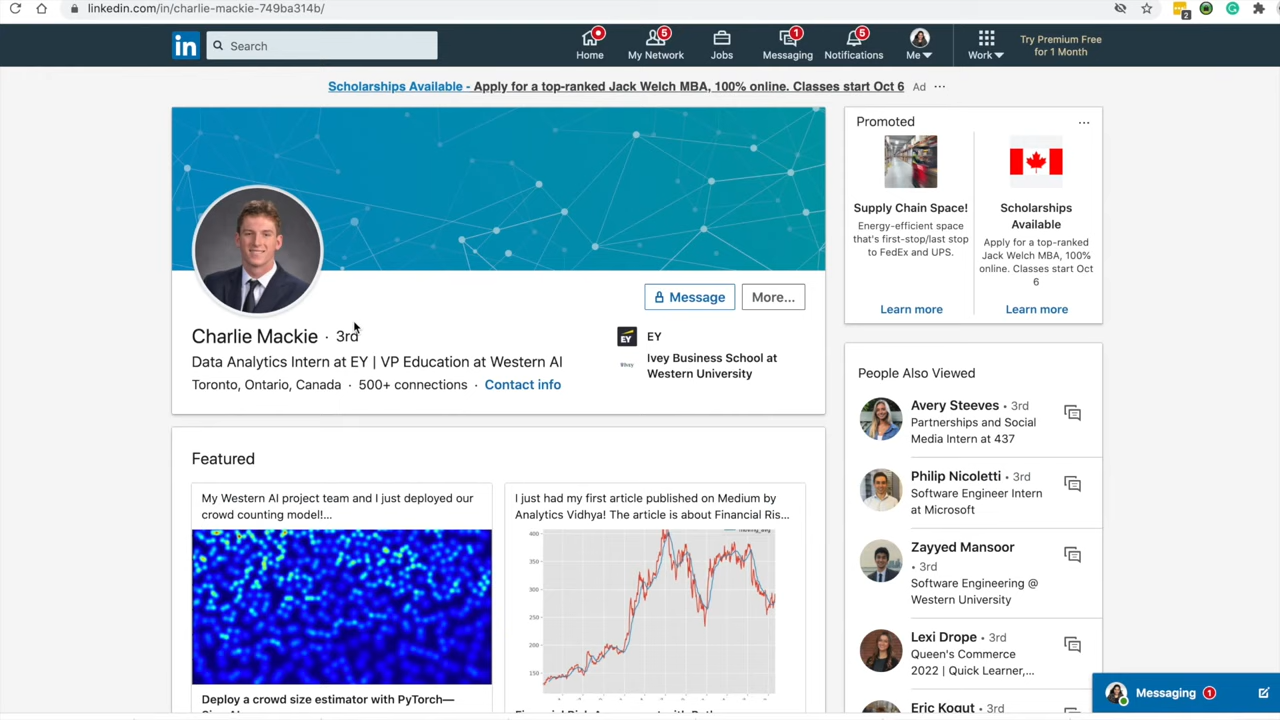 linkedin.com/in/charlie-mackie-749ba314b/
2
in
Search
Home
5
My Network
Jobs
1
Messaging
5
Notifications
Me
Work
Try Premium Free
for 1 Month
Scholarships Available - Apply for a top-ranked Jack Welch MBA, 100% online. Classes start Oct 6 Ad ···
Message
More...
Charlie Mackie · 3rd
Data Analytics Intern at EY | VP Education at Western AI
Toronto, Ontario, Canada · 500+ connections · Contact info
EY
EY
Ivey Business School at
Western University
Featured
My Western AI project team and I just deployed our
crowd counting model!...
Deploy a crowd size estimator with PyTorch—
I just had my first article published on Medium by
Analytics Vidhya! The article is about Financial Ris...
400
350
300
250
200
150
Promoted
...
Supply Chain Space!
Energy-efficient space
that's first-stop/last stop
to FedEx and UPS.
Learn more
Scholarships
Available
Apply for a top-ranked
Jack Welch MBA, 100%
online. Classes start Oct
6
Learn more
People Also Viewed
Avery Steeves • 3rd
Partnerships and Social
Media Intern at 437
Philip Nicoletti • 3rd
Software Engineer Intern
at Microsoft
Zayyed Mansoor
• 3rd
Software Engineering @
Western University
Lexi Drope • 3rd
Queen's Commerce
2022 | Quick Learner,...
Eric Kogut • 3rd
Messaging 1